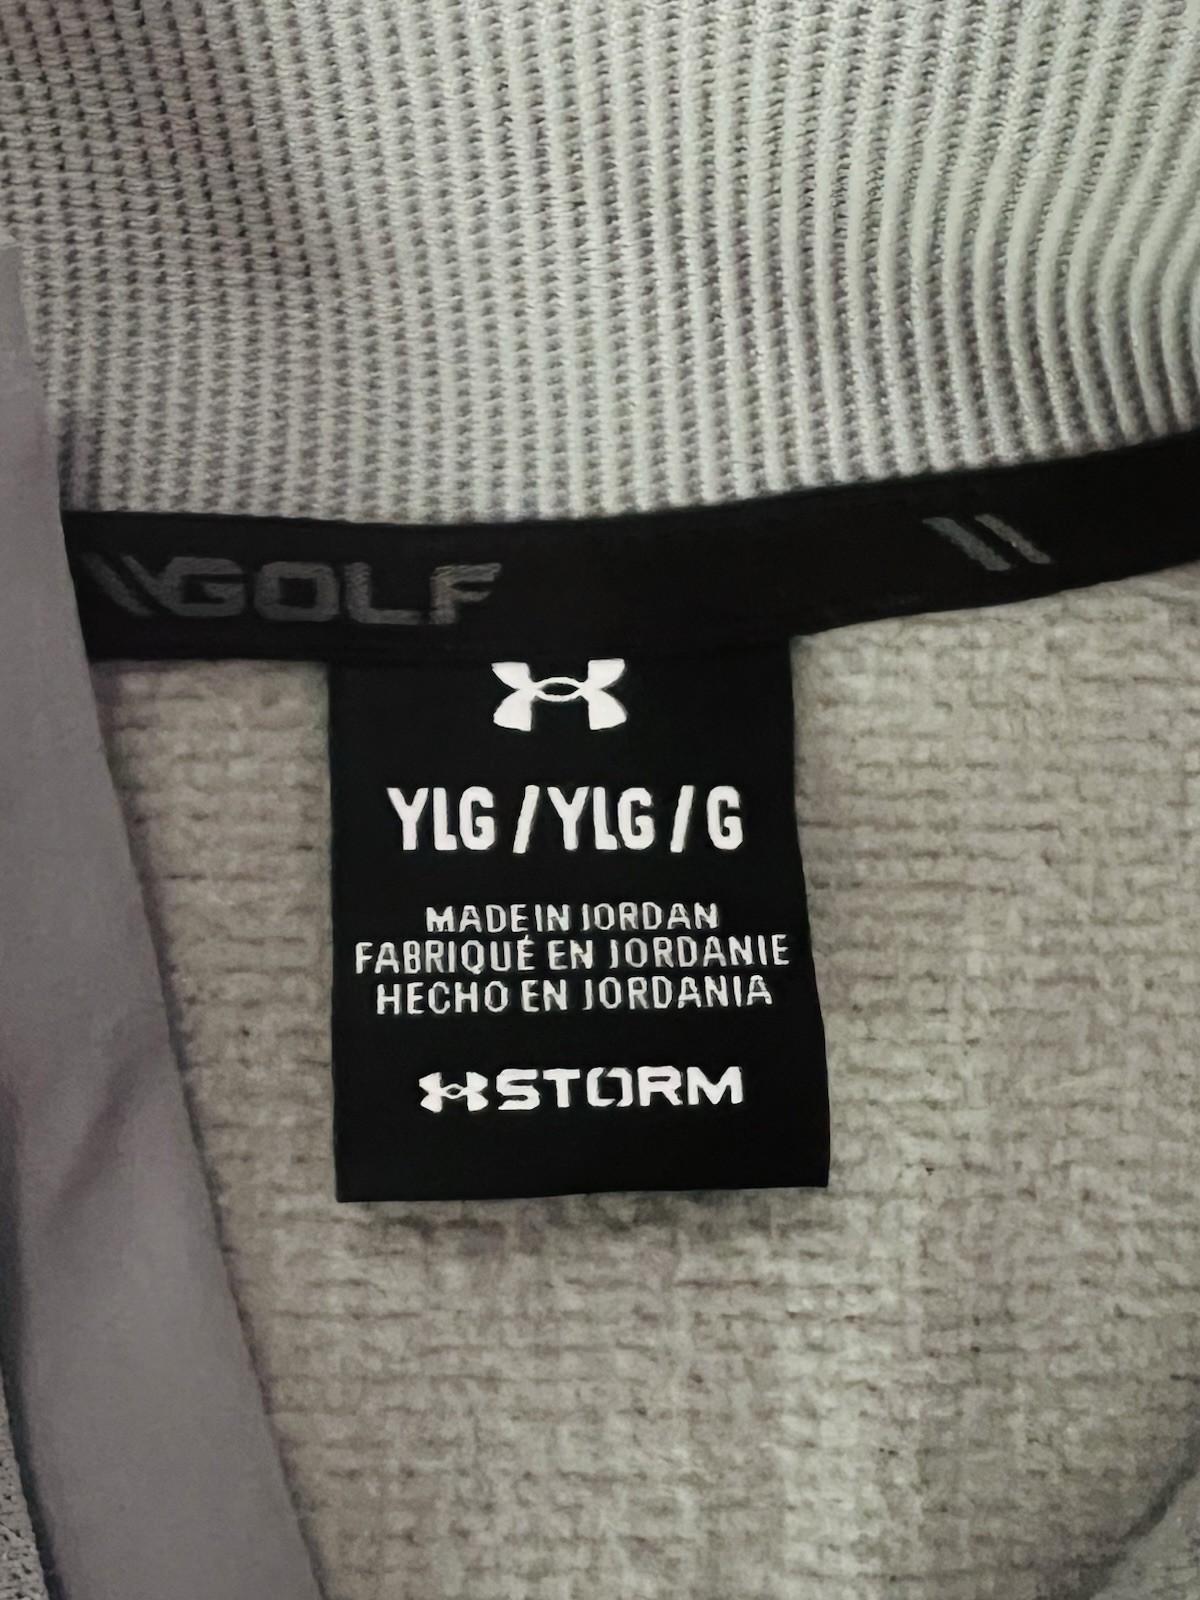 GOLF
YLG / YLG / G
MADE IN JORDAN
FABRIQUÉ EN JORDANIE
HECHO EN JORDANIA
STORM